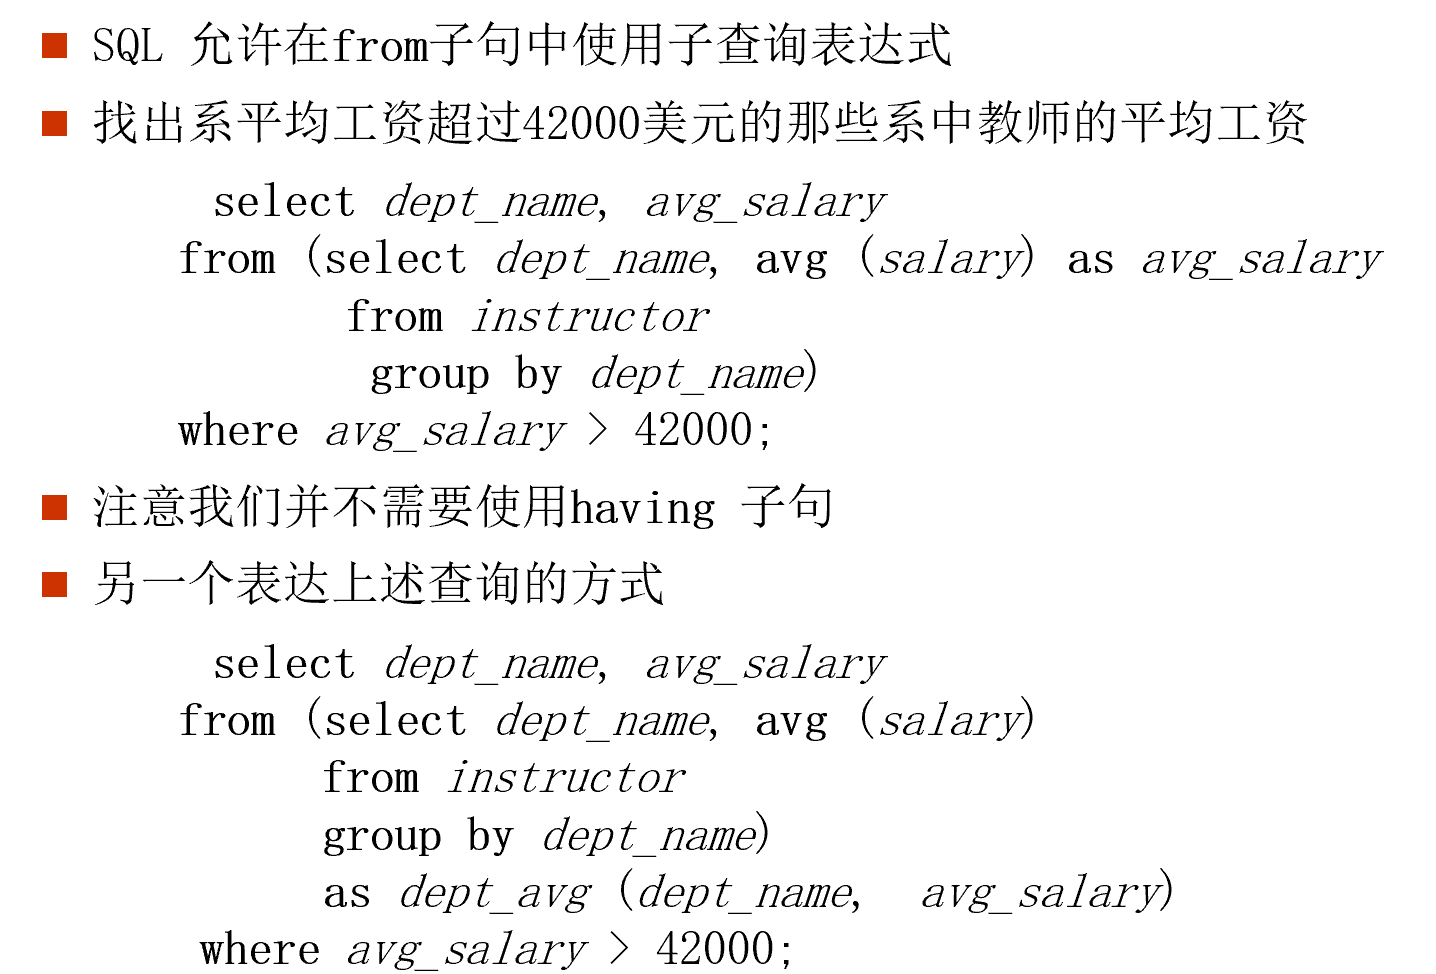 SQL 允许在from子句中使用子查询表达式
找出系平均工资超过42000美元的那些系中教师的平均工资
select dept_name, avg_salary
from (select dept_name, avg (salary) as avg_salary
from instructor
group by dept_name)
where avg_salary > 42000;
注意我们并不需要使用having 子句
另一个表达上述查询的方式
select dept_name, avg_salary
from (select dept_name, avg (salary)
from instructor
group by dept_name)
as dept_avg (dept_name, avg_salary)
where avg_salary > 42000;